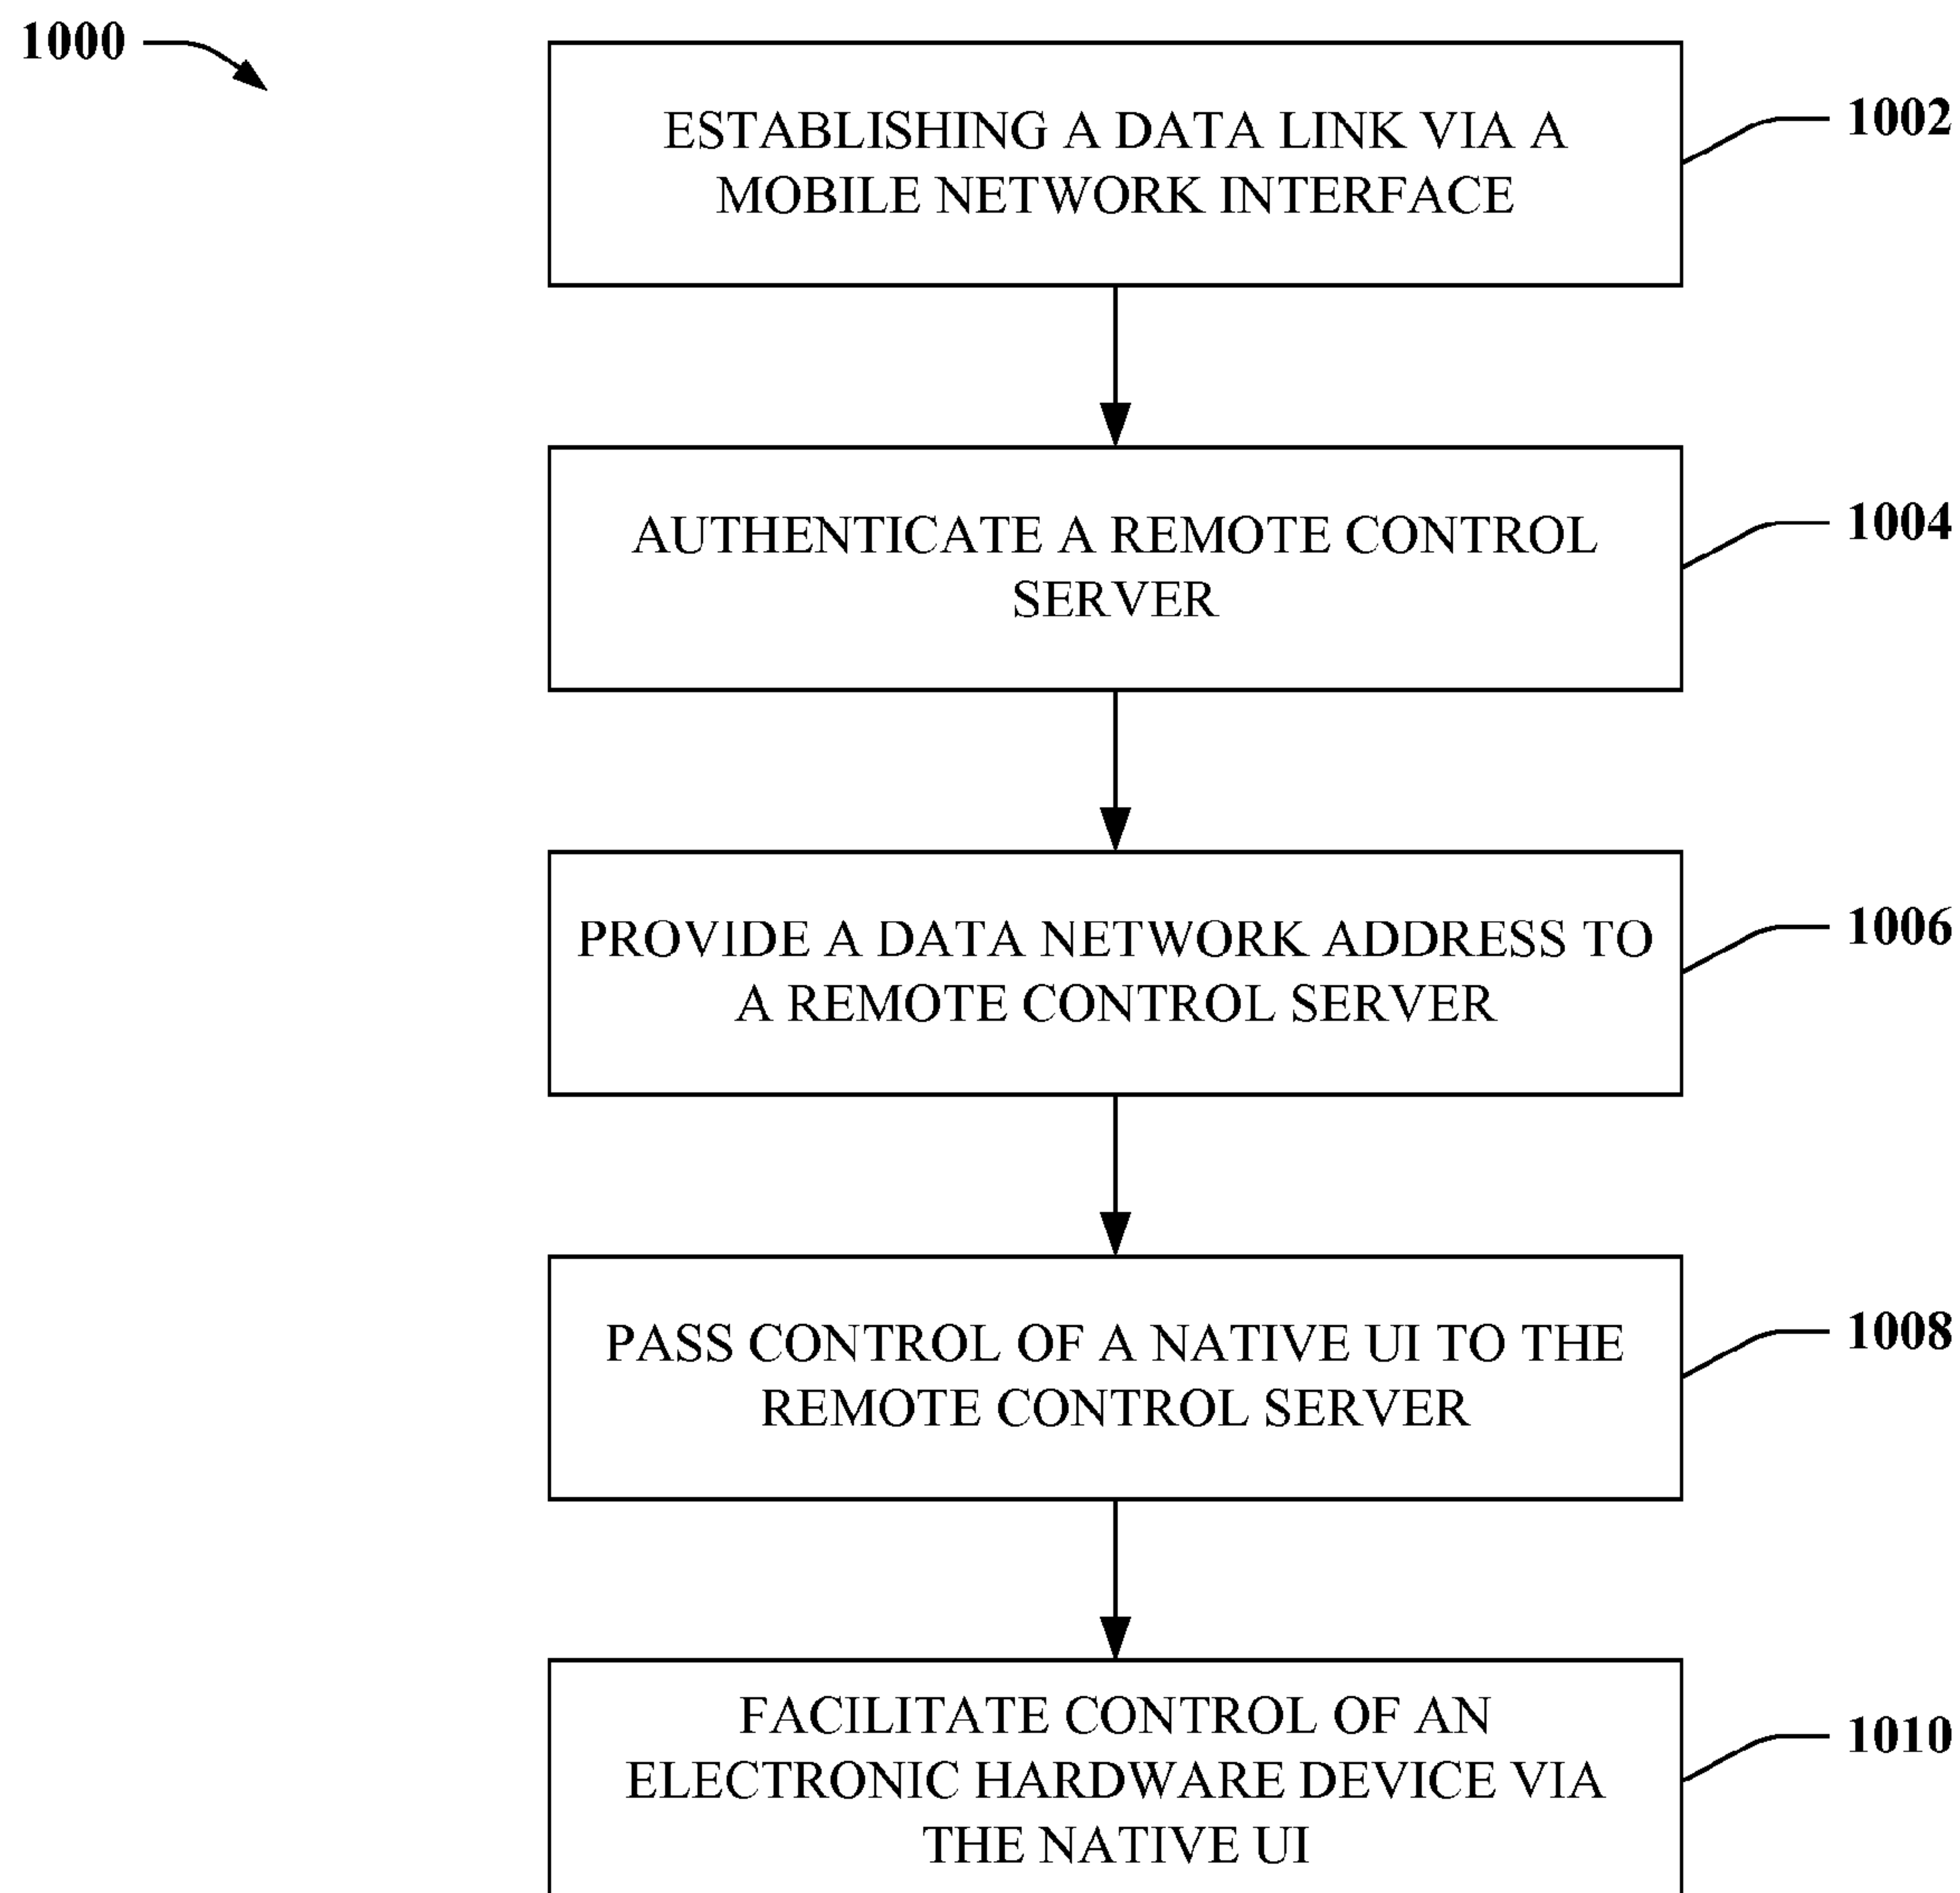 1000
ESTABLISHING A DATA LINK VIA A
MOBILE NETWORK INTERFACE
1002
AUTHENTICATE A REMOTE CONTROL
SERVER
1004
PROVIDE A DATA NETWORK ADDRESS TO
A REMOTE CONTROL SERVER
1006
PASS CONTROL OF A NATIVE UI TO THE
REMOTE CONTROL SERVER
1008
FACILITATE CONTROL OF AN
ELECTRONIC HARDWARE DEVICE VIA
THE NATIVE UI
1010